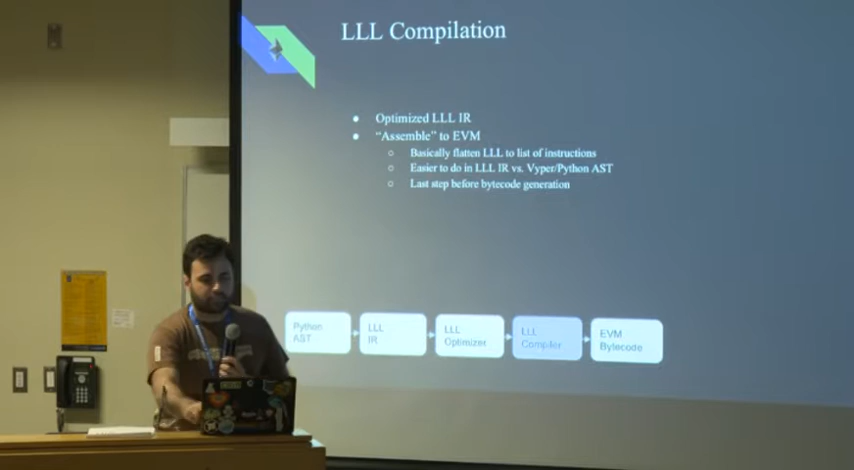 LLL Compilation
Optimized LLL IR
“Assemble” to EVM
Basically flatten LLL to list of instructions
Easier to do in LLL IR vs. Vyper/Python AST
Last step before bytecode generation
Python
AST
LLL
IR
LLL
Optimizer
LLL
Compiler
EVM
Bytecode